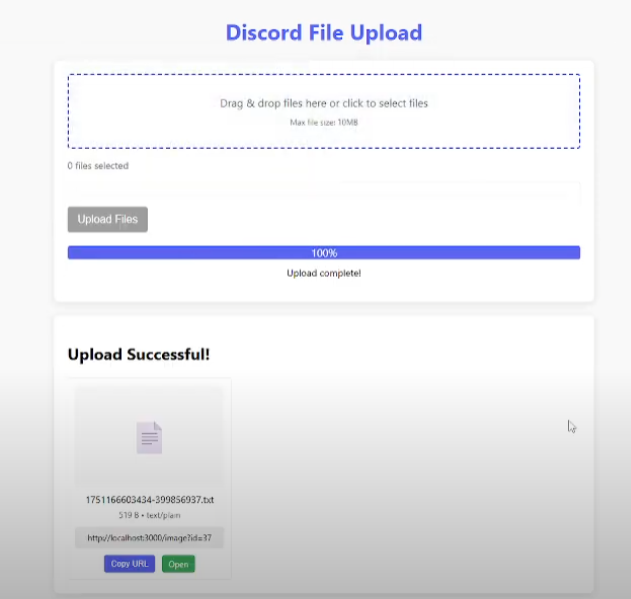 Discord File Upload
Drag & drop files here or click to select files
Max file size: 10MB
0 files selected
Upload Files
100%
Upload complete!
Upload Successful!
1751166603434-399856937.txt
519 B • text/plain
http://localhost:3000/image?id=37
Copy URL
Open